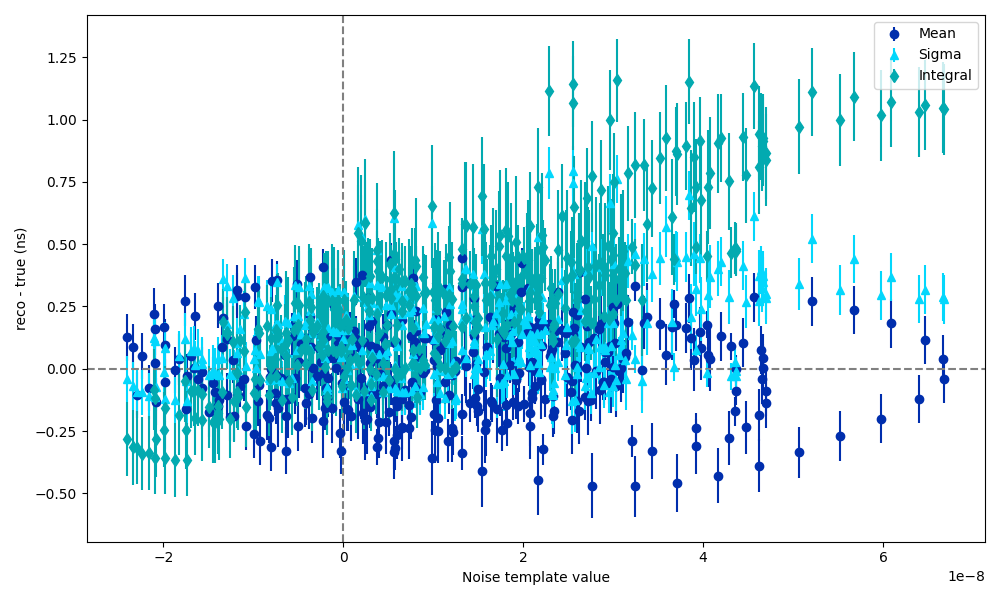 1.25
1.00
0.75
0.50
0.25
0.00
−0.25
−0.50
reco - true (ns)
Mean
Sigma
Integral
−2
0
2
4
6
1e−8
Noise template value